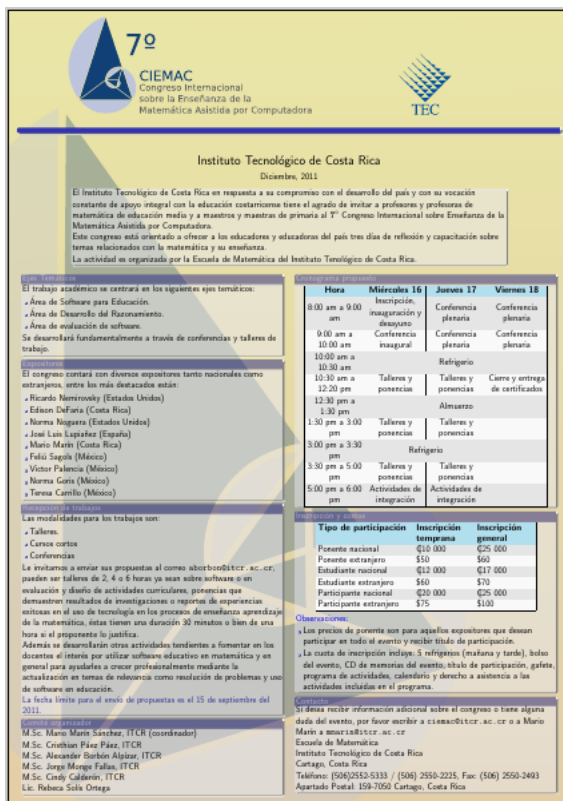 7º
CIEMAC
Congreso Internacional
sobre la Enseñanza de la
Matemática Asistida por Computadora
TEC
Instituto Tecnológico de Costa Rica
Diciembre, 2011
El Instituto Tecnológico de Costa Rica en respuesta a su compromiso con el desarrollo del país y con su vocación
constante de apoyo integral con la educación costarricense tiene el agrado de invitar a profesores y profesoras de
matemática de educación media y a maestros y maestras de primaria al 7° Congreso Internacional sobre Enseñanza de la
Matemática Asistida por Computadora.
Este congreso está orientado a ofrecer a los educadores y educadoras del país tres días de reflexión y capacitación sobre
temas relacionados con la matemática y su enseñanza.
La actividad es organizada por la Escuela de Matemática del Instituto Tenológico de Costa Rica.
Ejes Temáticos
El trabajo académico se centrará en los siguientes ejes temáticos:
Área de Software para Educación.
Área de Desarrollo del Razonamiento.
Área de evaluación de software.
Se desarrollará fundamentalmente a través de conferencias y talleres de
trabajo.
Expositores
El congreso contará con diversos expositores tanto nacionales como
extranjeros, entre los más destacados están:
Ricardo Nemirovsky (Estados Unidos)
Edison DeFaria (Costa Rica)
Norma Noguera (Estados Unidos)
José Luis Lupiañez (España)
Mario Marín (Costa Rica)
Feliú Sagols (México)
Victor Palencia (México)
Norma Goris (México)
Teresa Carrillo (México)
Recepción de trabajos
Las modalidades para los trabajos son:
Talleres.
Cursos cortos
Conferencias
Le invitamos a enviar sus propuestas al correo aborbon@itcr.ac.cr,
pueden ser talleres de 2, 4 o 6 horas ya sean sobre software o en
evaluación y diseño de actividades curriculares, ponencias que
demuestren resultados de investigaciones o reportes de experiencias
exitosas en el uso de tecnología en los procesos de enseñanza aprendizaje
de la matemática, éstas tienen una duración 30 minutos o bien de una
hora si el proponente lo justifica.
Además se desarrollarán otras actividades tendientes a fomentar en los
docentes el interés por utilizar software educativo en matemática y en
general para ayudarles a crecer profesionalmente mediante la
actualización en temas de relevancia como resolución de problemas y uso
de software en educación.
La fecha límite para el envío de propuestas es el 15 de septiembre del
2011.
Comité organizador
M.Sc. Mario Marín Sánchez, ITCR (coordinador)
M.Sc. Cristhian Páez Páez, ITCR
M.Sc. Alexander Borbón Alpízar, ITCR
M.Sc. Jorge Monge Fallas, ITCR
M.Sc. Cindy Calderón, ITCR
Lic. Rebeca Solís Ortega
Cronograma propuesto
Hora Miércoles 16 Jueves 17 Viernes 18
8:00 am a 9:00 am Inscripción, inauguración y desayuno Conferencia plenaria Conferencia plenaria
9:00 am a 10:00 am Conferencia inaugural Conferencia plenaria Conferencia plenaria
10:00 am a 10:30 am Refrigerio
10:30 am a 12:20 pm Talleres y ponencias Talleres y ponencias Cierre y entrega de certificados
12:30 pm a 1:30 pm Almuerzo
1:30 pm a 3:00 pm Talleres y ponencias Talleres y ponencias
3:00 pm a 3:30 pm Refrigerio
3:30 pm a 5:00 pm Talleres y ponencias Talleres y ponencias
5:00 pm a 6:00 pm Actividades de integración Actividades de integración
Inscripción y costos
Tipo de participación Inscripción temprana Inscripción general
Ponente nacional ₡10 000 ₡25 000
Ponente extranjero $50 $60
Estudiante nacional ₡12 000 ₡17 000
Estudiante extranjero $60 $70
Participante nacional ₡20 000 ₡25 000
Participante extranjero $75 $100
Observaciones:
Los precios de ponente son para aquellos expositores que desean
participar en todo el evento y recibir título de participación.
La cuota de inscripción incluye: 5 refrigerios (mañana y tarde), bolso
del evento, CD de memorias del evento, título de participación, gafete,
programa de actividades, calendario y derecho a asistencia a las
actividades incluidas en el programa.
Contacto
Si desea recibir información adicional sobre el congreso o tiene alguna
duda del evento, por favor escribir a ciemac@itcr.ac.cr o a Mario
Marín a mmarin@itcr.ac.cr
Escuela de Matemática
Instituto Tecnológico de Costa Rica
Cartago, Costa Rica
Teléfono: (506)2552-5333 / (506) 2550-2225, Fax: (506) 2550-2493
Apartado Postal: 159-7050 Cartago, Costa Rica